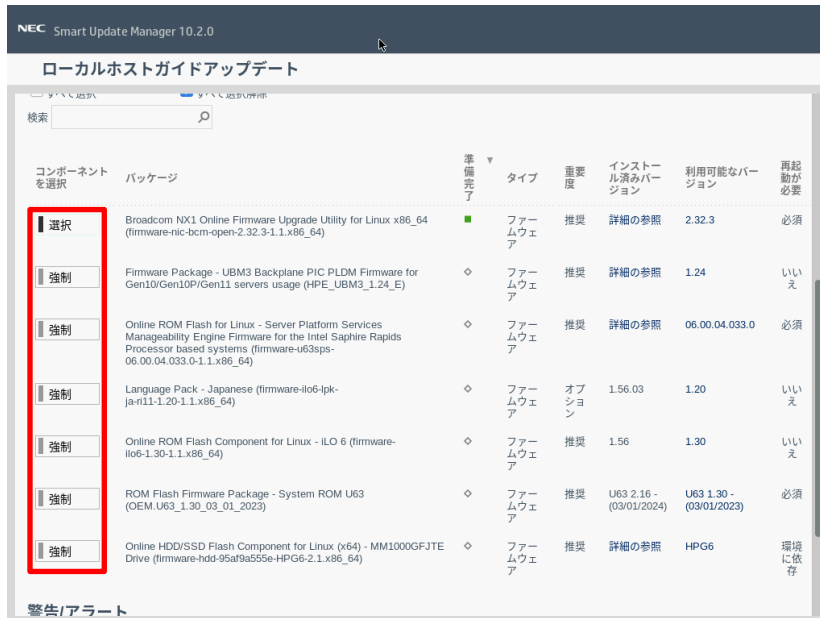 NEC Smart Update Manager 10.2.0
ローカルホストガイドアップデート
すべて選択 すべて選択解除
検索
コンポーネント
を選択
パッケージ
準
備
完
了
タイプ
重要
度
インストー
ル済みバー
ジョン
利用可能なバー
ジョン
再起
動が
必要
選択
Broadcom NX1 Online Firmware Upgrade Utility for Linux x86_64
(firmware-nic-bcm-open-2.32.3-1.1.x86_64)
ファー
ムウェ
ア
推奨
詳細の参照
2.32.3
必須
強制
Firmware Package - UBM3 Backplane PIC PLDM Firmware for
Gen10/Gen10P/Gen11 servers usage (HPE_UBM3_1.24_E)
ファー
ムウェ
ア
推奨
詳細の参照
1.24
いい
え
強制
Online ROM Flash for Linux - Server Platform Services
Manageability Engine Firmware for the Intel Saphire Rapids
Processor based systems (firmware-u63sps-
06.00.04.033.0-1.1.x86_64)
ファー
ムウェ
ア
推奨
詳細の参照
06.00.04.033.0
必須
強制
Language Pack - Japanese (firmware-ilo6-lpk-
ja-ri11-1.20-1.1.x86_64)
ファー
ムウェ
ア
オプ
ショ
ン
1.56.03
1.20
いい
え
強制
Online ROM Flash Component for Linux - iLO 6 (firmware-
ilo6-1.30-1.1.x86_64)
ファー
ムウェ
ア
推奨
1.56
1.30
いい
え
強制
ROM Flash Firmware Package - System ROM U63
(OEM.U63_1.30_03_01_2023)
ファー
ムウェ
ア
推奨
U63 2.16 -
(03/01/2024)
U63 1.30 -
(03/01/2023)
必須
強制
Online HDD/SSD Flash Component for Linux (x64) - MM1000GFJTE
Drive (firmware-hdd-95af9a555e-HPG6-2.1.x86_64)
ファー
ムウェ
ア
推奨
詳細の参照
HPG6
環境
に依
存
警告/アラート